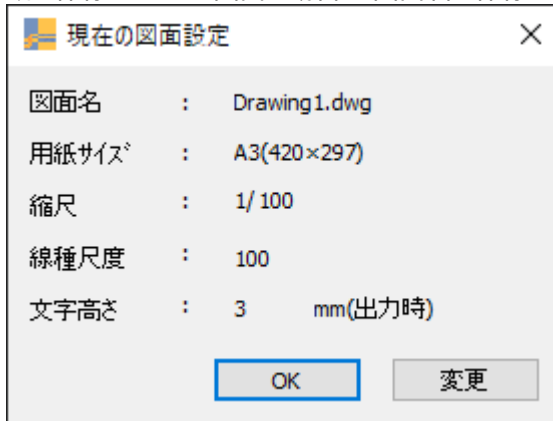 現在の図面設定
図面名 : Drawing1.dwg
用紙ｻｲｽﾞ : A3(420×297)
縮尺 : 1/ 100
線種尺度 : 100
文字高さ : 3 mm(出力時)
OK 変更